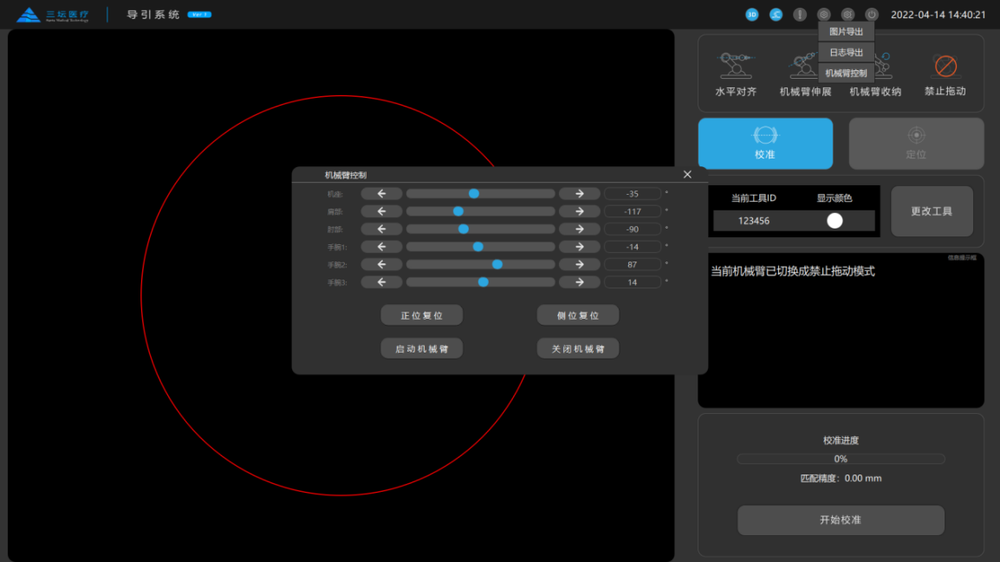 三坛医疗
导引系统
Ver 1
3D
2022-04-14 14:40:21
图片导出
日志导出
机械臂控制
水平对齐
机械臂伸展
机械臂收纳
禁止拖动
校准
定位
机械臂控制
机座:
-35 °
肩部:
-117 °
肘部:
-90 °
手腕1:
-14 °
手腕2:
87 °
手腕3:
14 °
正位复位
侧位复位
启动机械臂
关闭机械臂
当前工具ID
显示颜色
123456
更改工具
信息提示框
当前机械臂已切换成禁止拖动模式
校准进度
0%
匹配精度：0.00 mm
开始校准